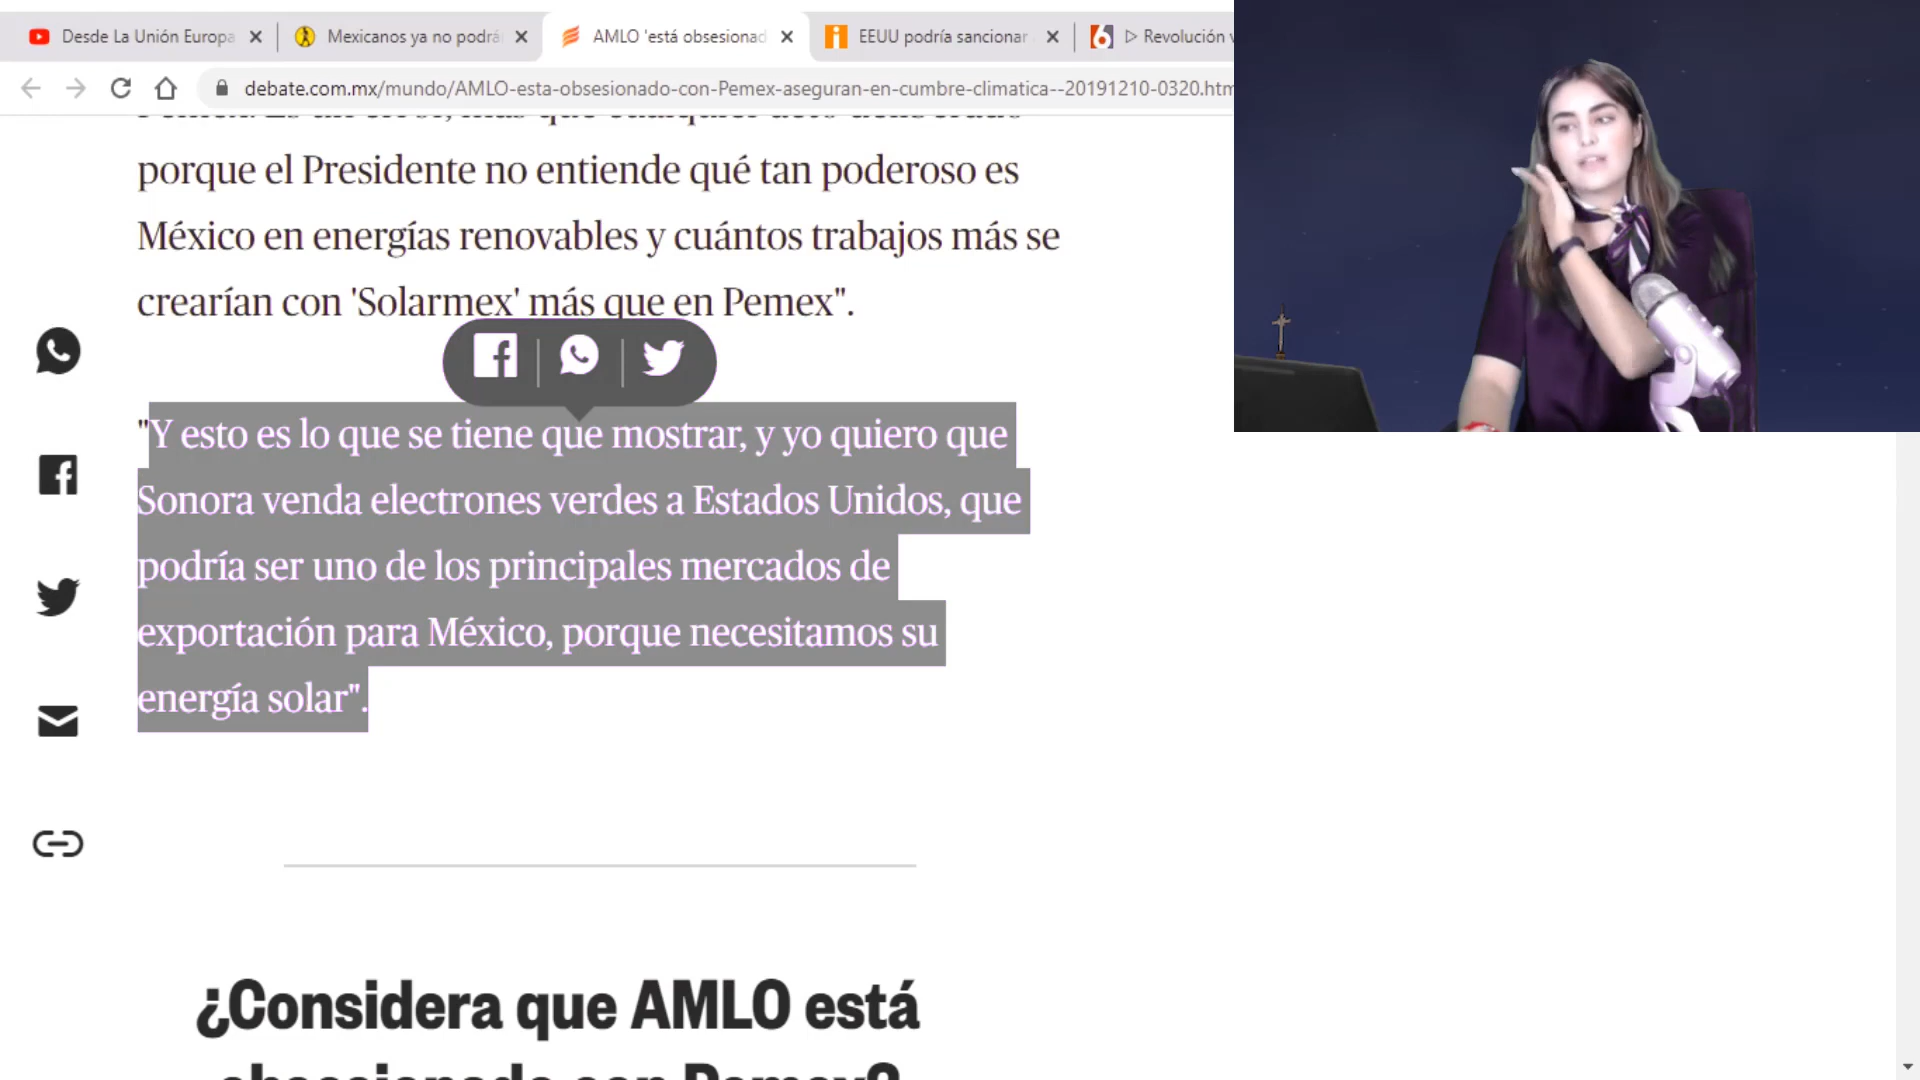 Desde La Unión Europa
Mexicanos ya no podrá
AMLO 'está obsesionad
EEUU podría sancionar
Revolución
debate.com.mx/mundo/AMLO-esta-obsesionado-con-Pemex-aseguran-en-cumbre-climatica--20191210-0320.htm
porque el Presidente no entiende qué tan poderoso es
México en energías renovables y cuántos trabajos más se
crearían con 'Solarmex' más que en Pemex".
"Y esto es lo que se tiene que mostrar, y yo quiero que
Sonora venda electrones verdes a Estados Unidos, que
podría ser uno de los principales mercados de
exportación para México, porque necesitamos su
energía solar".
¿Considera que AMLO está
obsesionado con Pemex?